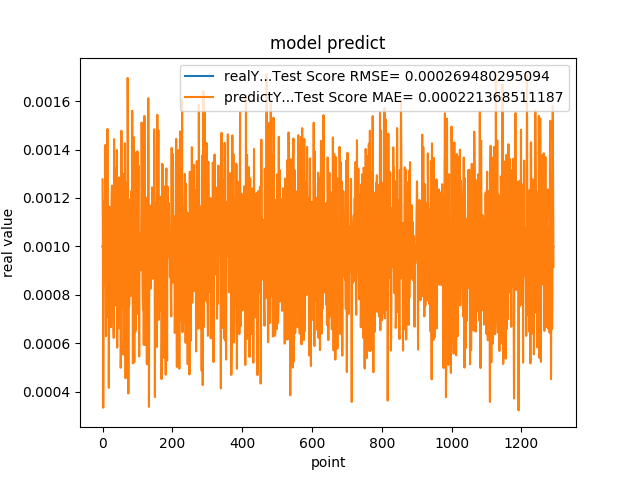 model predict
realY...Test Score RMSE= 0.000269480295094
predictY...Test Score MAE= 0.000221368511187
0.0016
0.0014
0.0012
0.0010
0.0008
0.0006
0.0004
real value
0 200 400 600 800 1000 1200
point